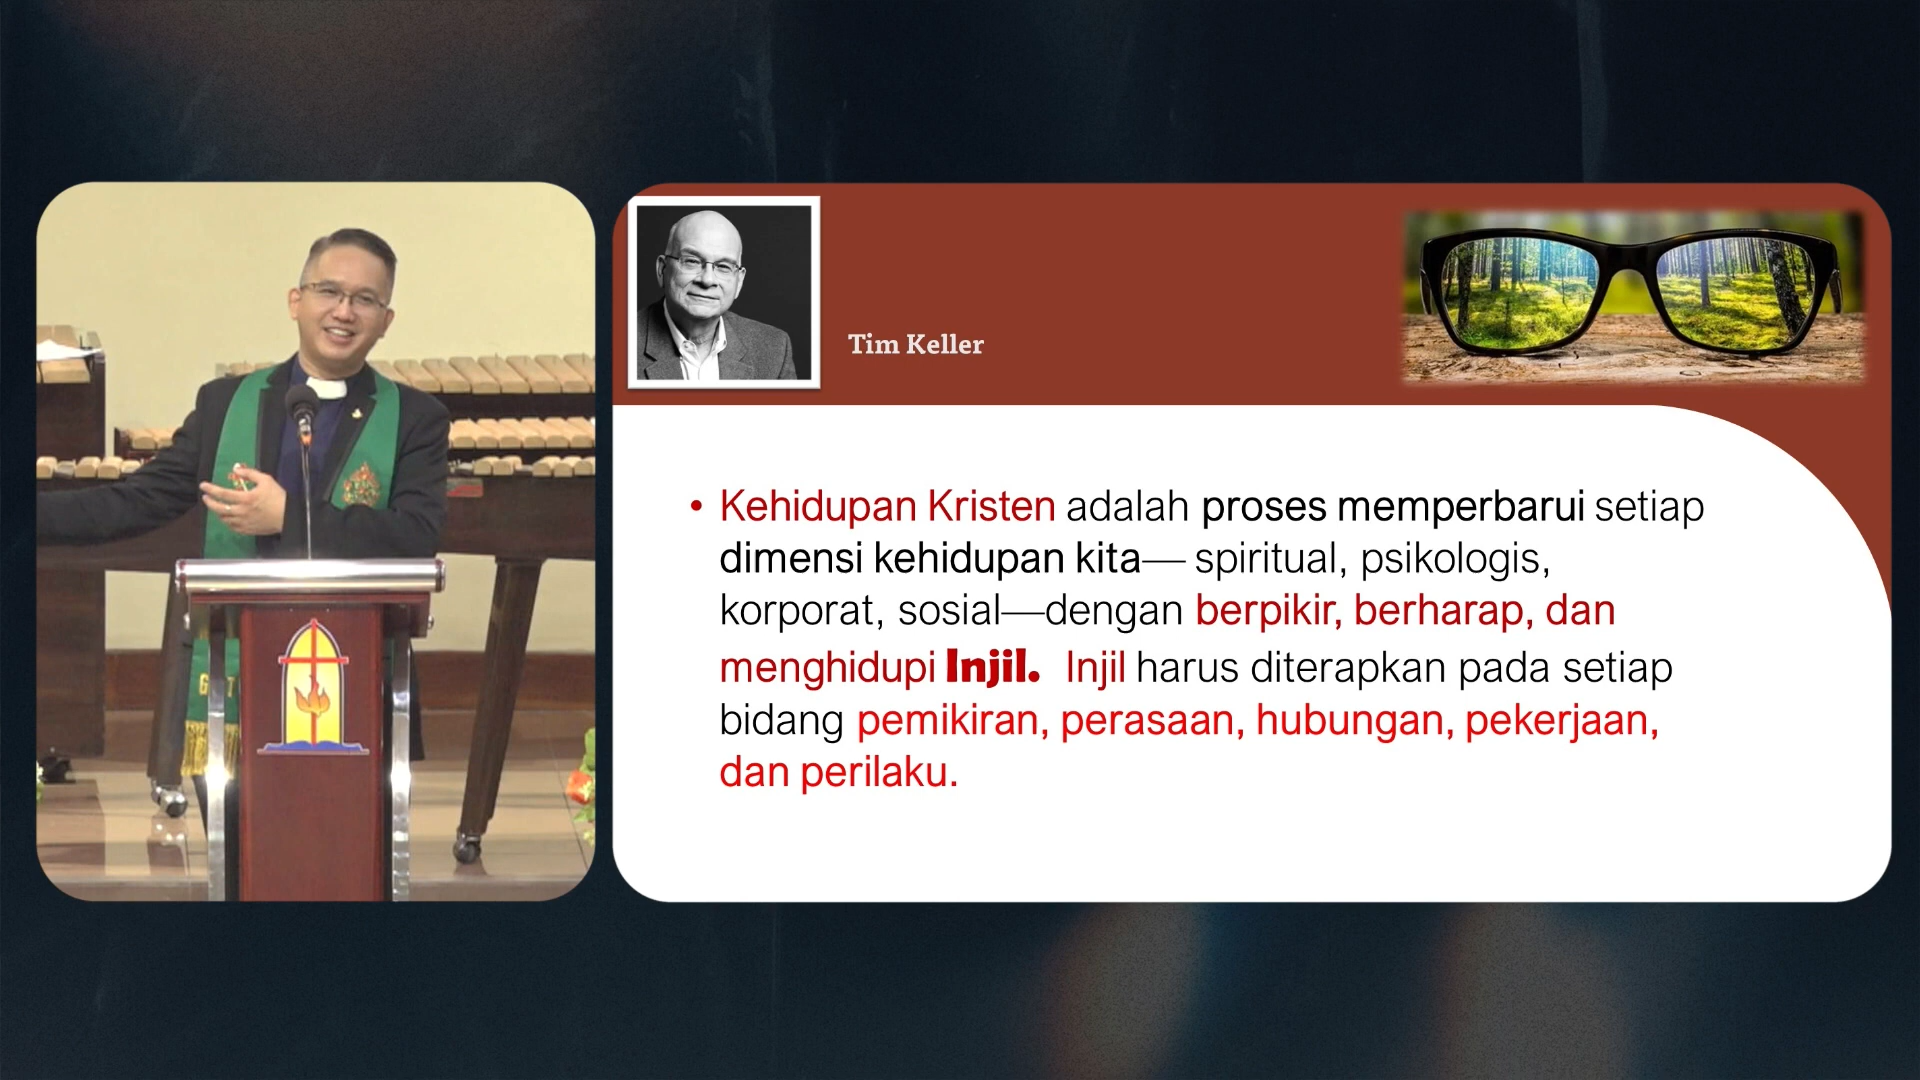 Tim Keller
• Kehidupan Kristen adalah proses memperbarui setiap
dimensi kehidupan kita— spiritual, psikologis,
korporat, sosial—dengan berpikir, berharap, dan
menghidupi Injil. Injil harus diterapkan pada setiap
bidang pemikiran, perasaan, hubungan, pekerjaan,
dan perilaku.